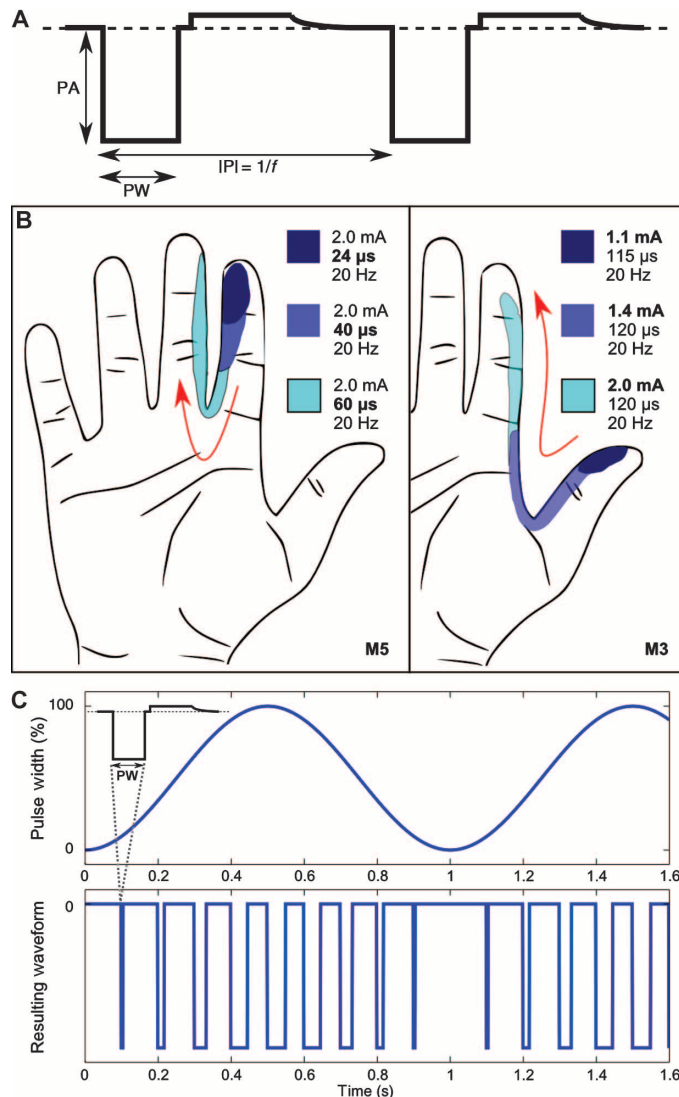 A
PA
PW
|P| = 1/f
B
2.0 mA
24 µs
20 Hz
2.0 mA
40 µs
20 Hz
2.0 mA
60 µs
20 Hz
M5
1.1 mA
115 µs
20 Hz
1.4 mA
120 µs
20 Hz
2.0 mA
120 µs
20 Hz
M3
C
Pulse width (%)
100
0
PW
0 0.2 0.4 0.6 0.8 1 1.2 1.4 1.6
Resulting waveform
0
0 0.2 0.4 0.6 0.8 1 1.2 1.4 1.6
Time (s)